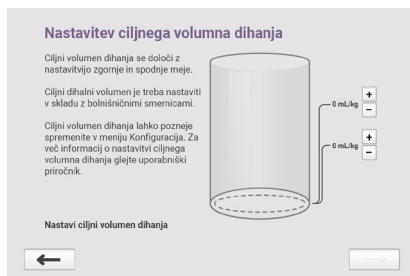 Nastavitev ciljnega volumna dihanja
Ciljni volumen dihanja se določi z
nastavitvijo zgornje in spodnje meje.
Ciljni dihalni volumen je treba nastaviti
v skladu z bolnišničnimi smernicami.
Ciljni volumen dihanja lahko pozneje
spremenite v meniju Konfiguracija. Za
več informacij o nastavitvi ciljnega
volumna dihanja glejte uporabniški
priročnik.
0 mL/kg
+
−
0 mL/kg
+
−
Nastavi ciljni volumen dihanja